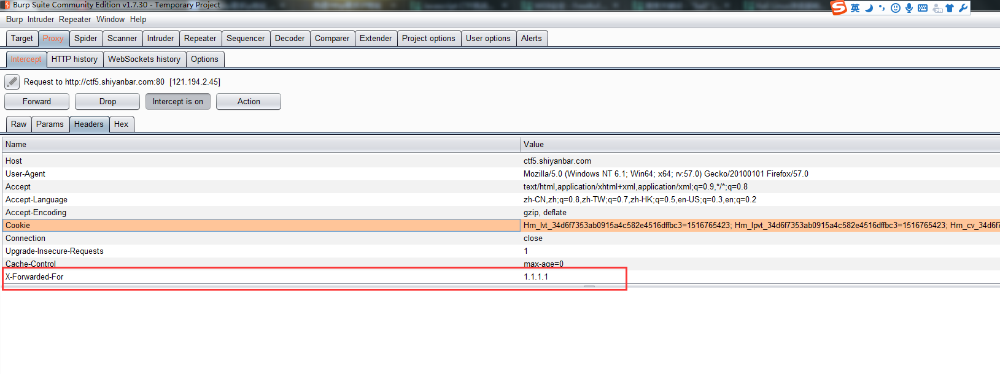 Burp Suite Community Edition v1.7.30 - Temporary Project
英
Burp Intruder Repeater Window Help
Target Proxy Spider Scanner Intruder Repeater Sequencer Decoder Comparer Extender Project options User options Alerts
Intercept HTTP history WebSockets history Options
Request to http://ctf5.shiyanbar.com:80 [121.194.2.45]
Forward Drop Intercept is on Action
Raw Params Headers Hex
Name Value
Host ctf5.shiyanbar.com
User-Agent Mozilla/5.0 (Windows NT 6.1; Win64; x64; rv:57.0) Gecko/20100101 Firefox/57.0
Accept text/html,application/xhtml+xml,application/xml;q=0.9,*/*;q=0.8
Accept-Language zh-CN,zh;q=0.8,zh-TW;q=0.7,zh-HK;q=0.5,en-US;q=0.3,en;q=0.2
Accept-Encoding gzip, deflate
Cookie Hm_lvt_34d6f7353ab0915a4c582e4516dffbc3=1516765423; Hm_lpvt_34d6f7353ab0915a4c582e4516dffbc3=1516765423; Hm_cv_34d6f7
Connection close
Upgrade-Insecure-Requests 1
Cache-Control max-age=0
X-Forwarded-For 1.1.1.1